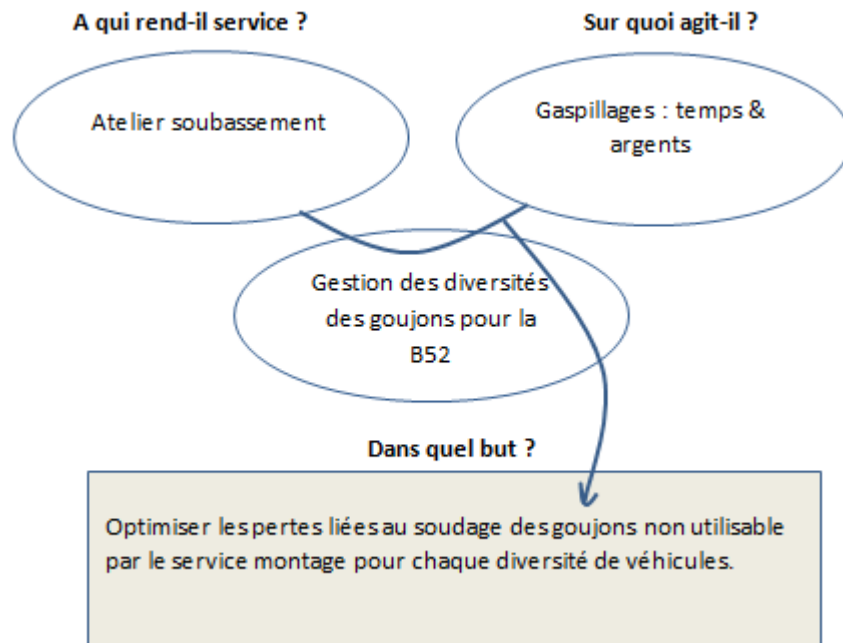 A qui rend-il service ?
Sur quoi agit-il ?
Atelier soubassement
Gaspillages : temps &
argents
Gestion des diversités
des goujons pour la
B52
Dans quel but ?
Optimiser les pertes liées au soudage des goujons non utilisable
par le service montage pour chaque diversité de véhicules.